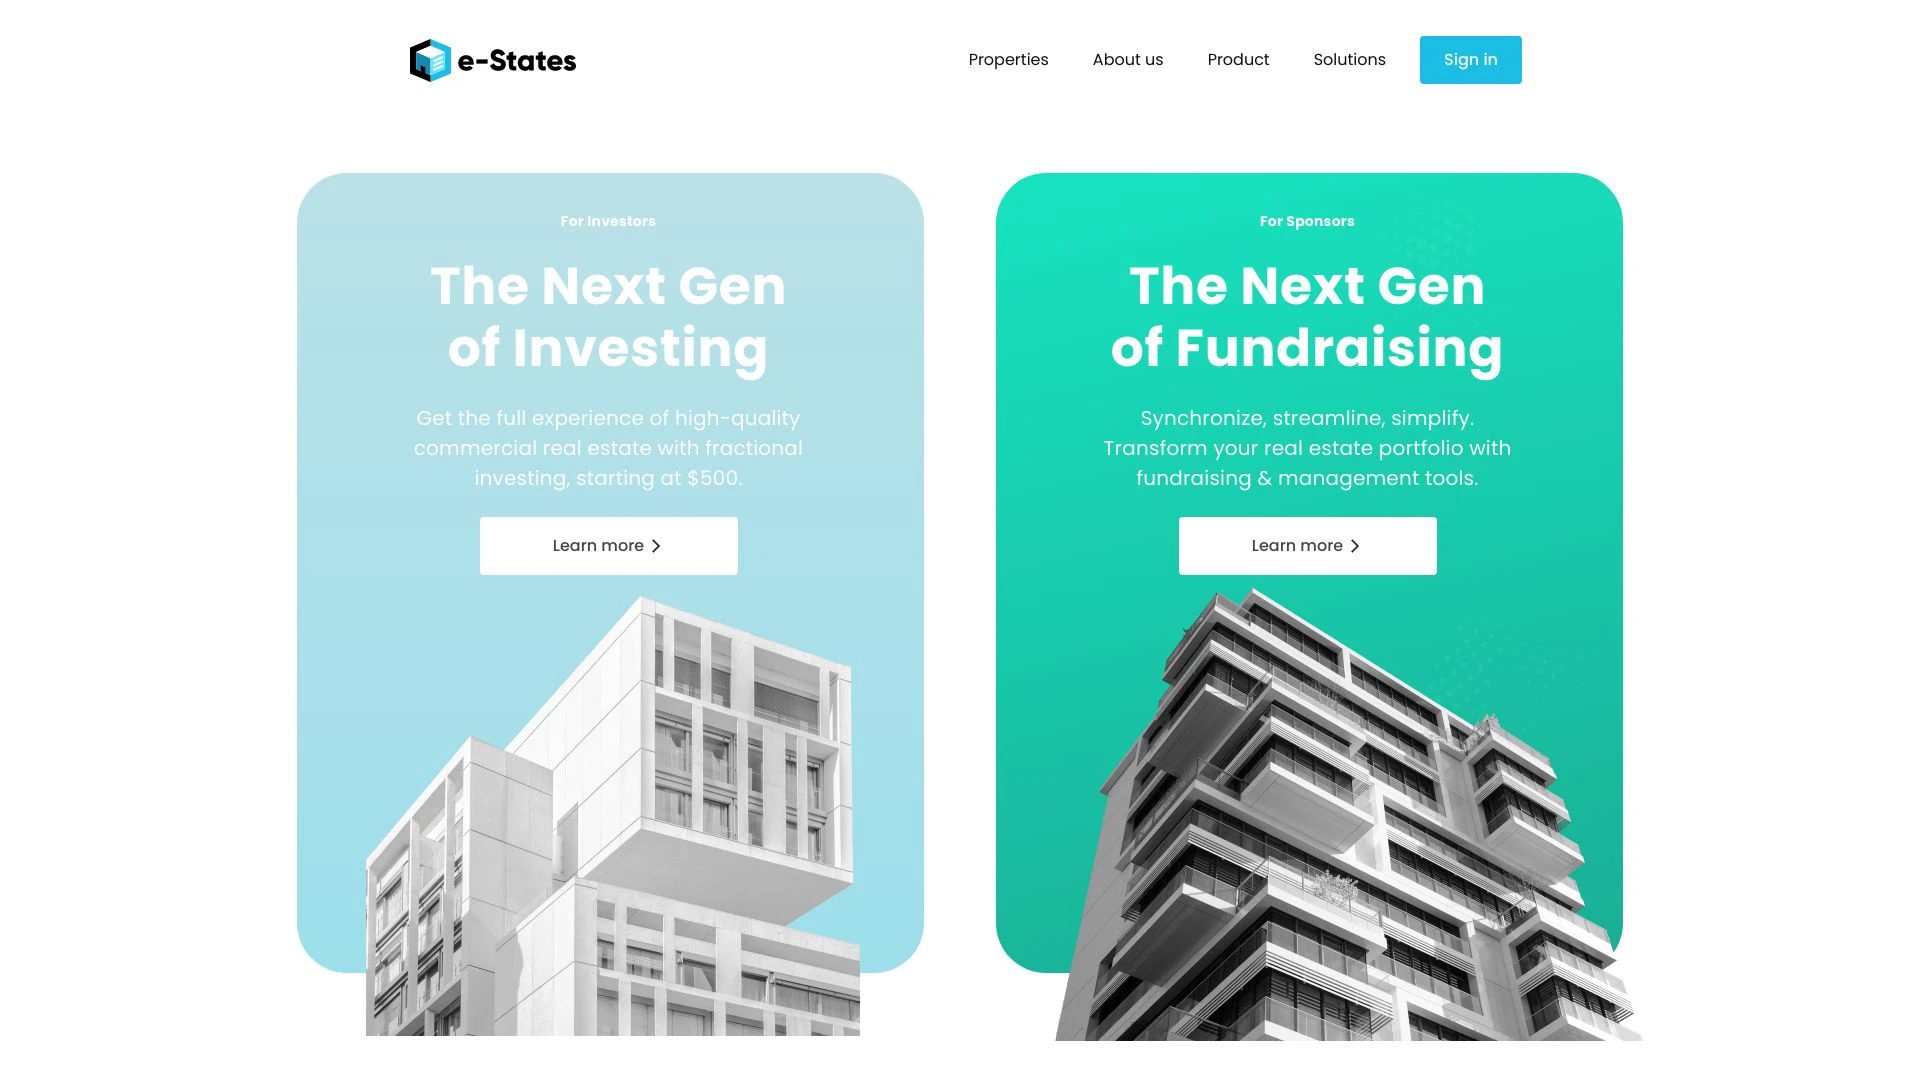 e-States
Properties
About us
Product
Solutions
Sign in
For Investors
The Next Gen
of Investing
Get the full experience of high-quality
commercial real estate with fractional
investing, starting at $500.
Learn more
For Sponsors
The Next Gen
of Fundraising
Synchronize, streamline, simplify.
Transform your real estate portfolio with
fundraising & management tools.
Learn more